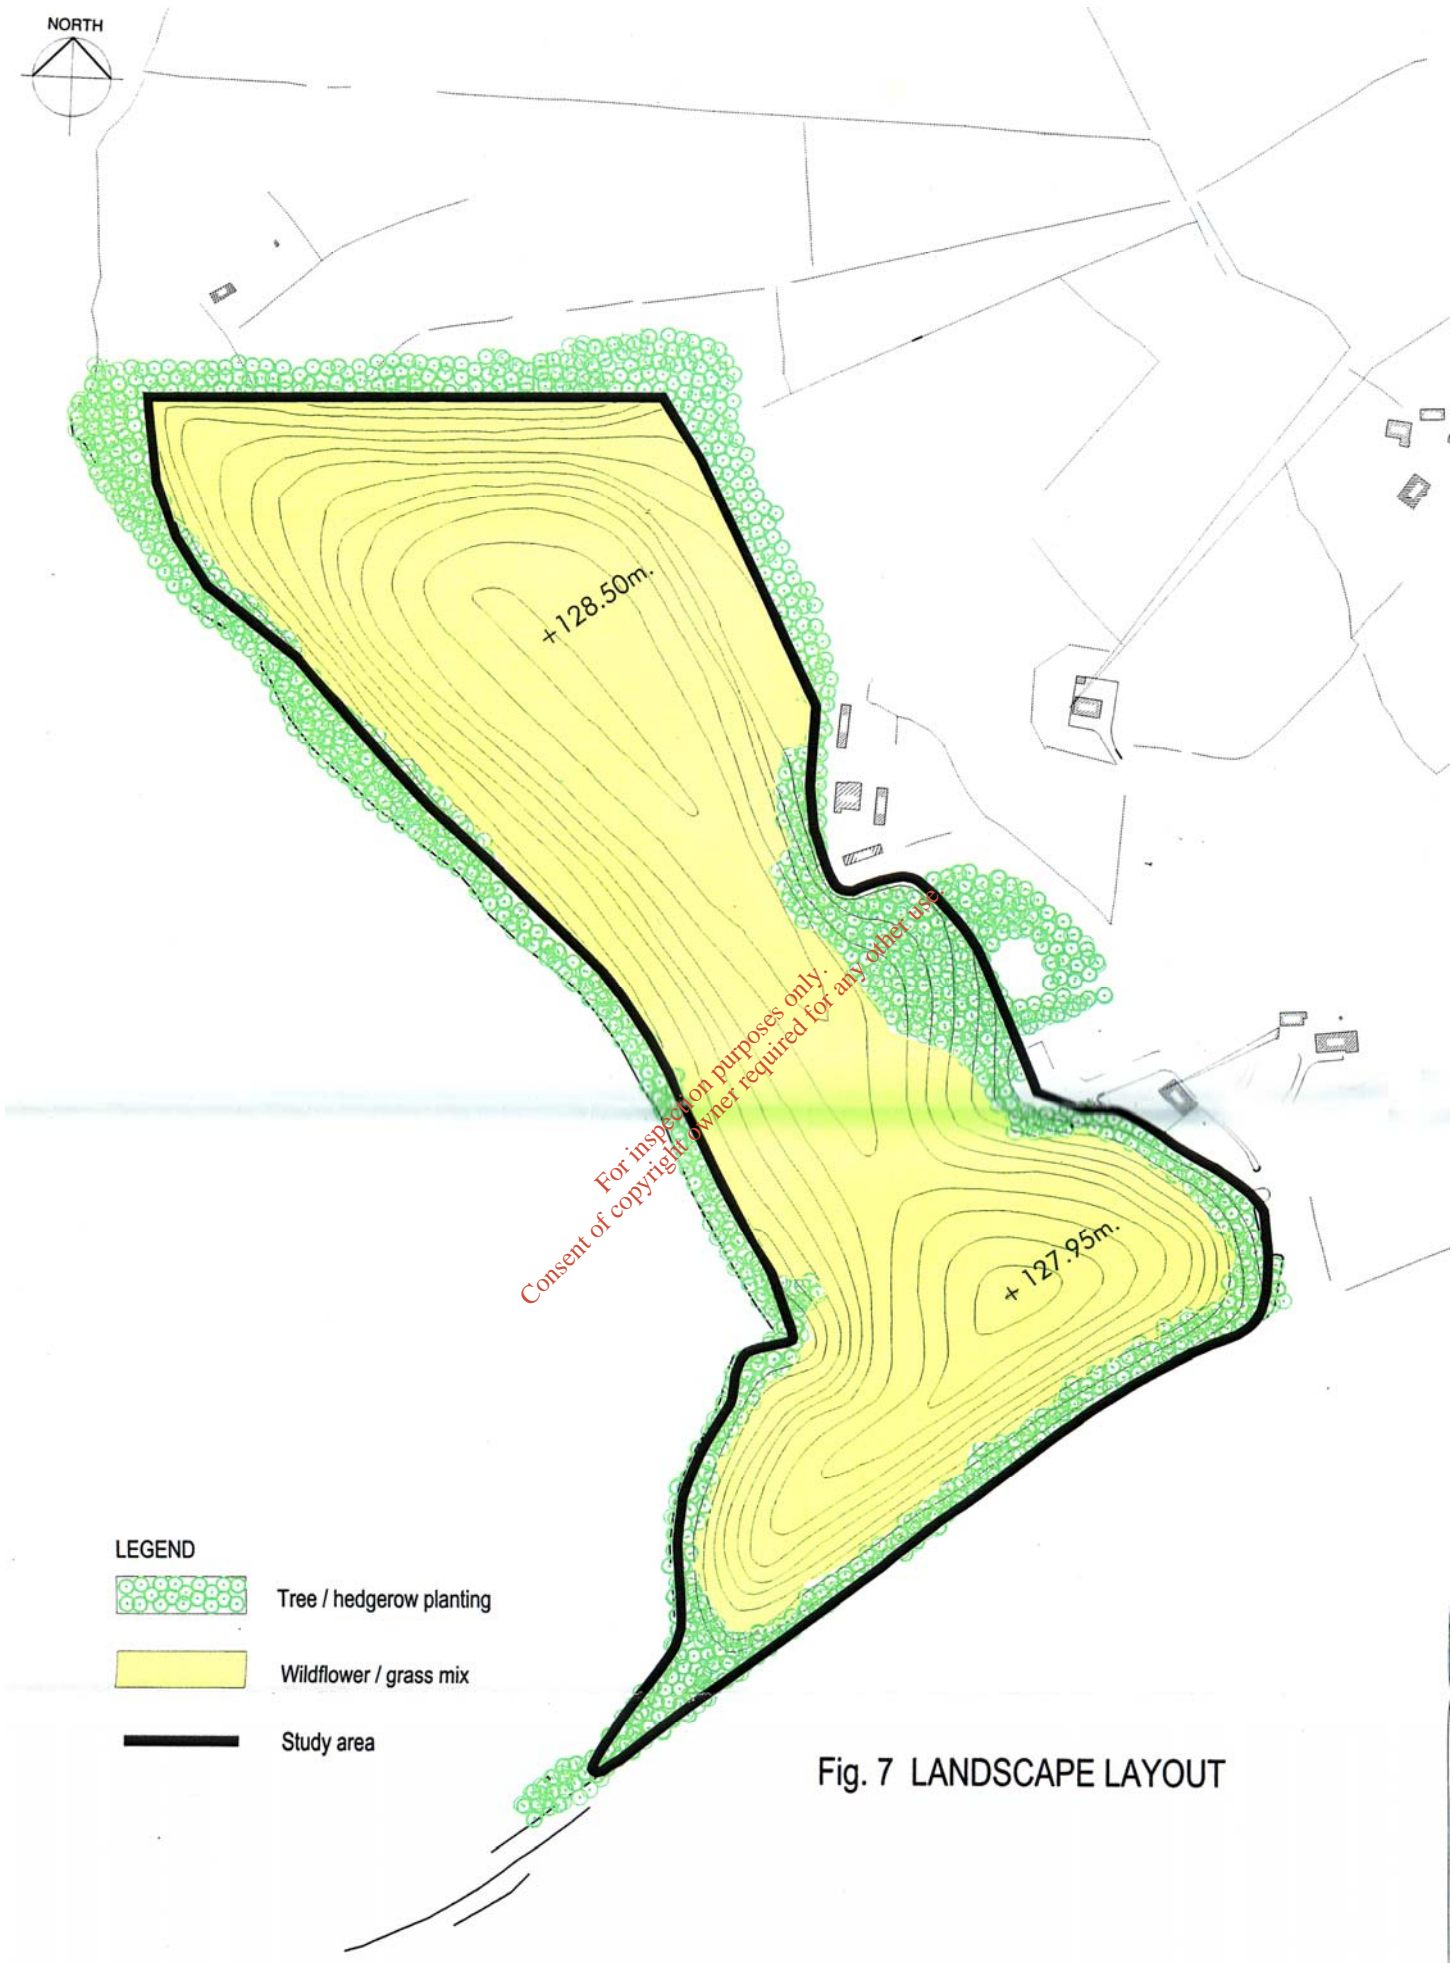 NORTH
+128.50m.
For inspection purposes only.
Consent of copyright owner required for any other use.
+127.95m.
LEGEND
Tree / hedgerow planting
Wildflower / grass mix
Study area
Fig. 7 LANDSCAPE LAYOUT